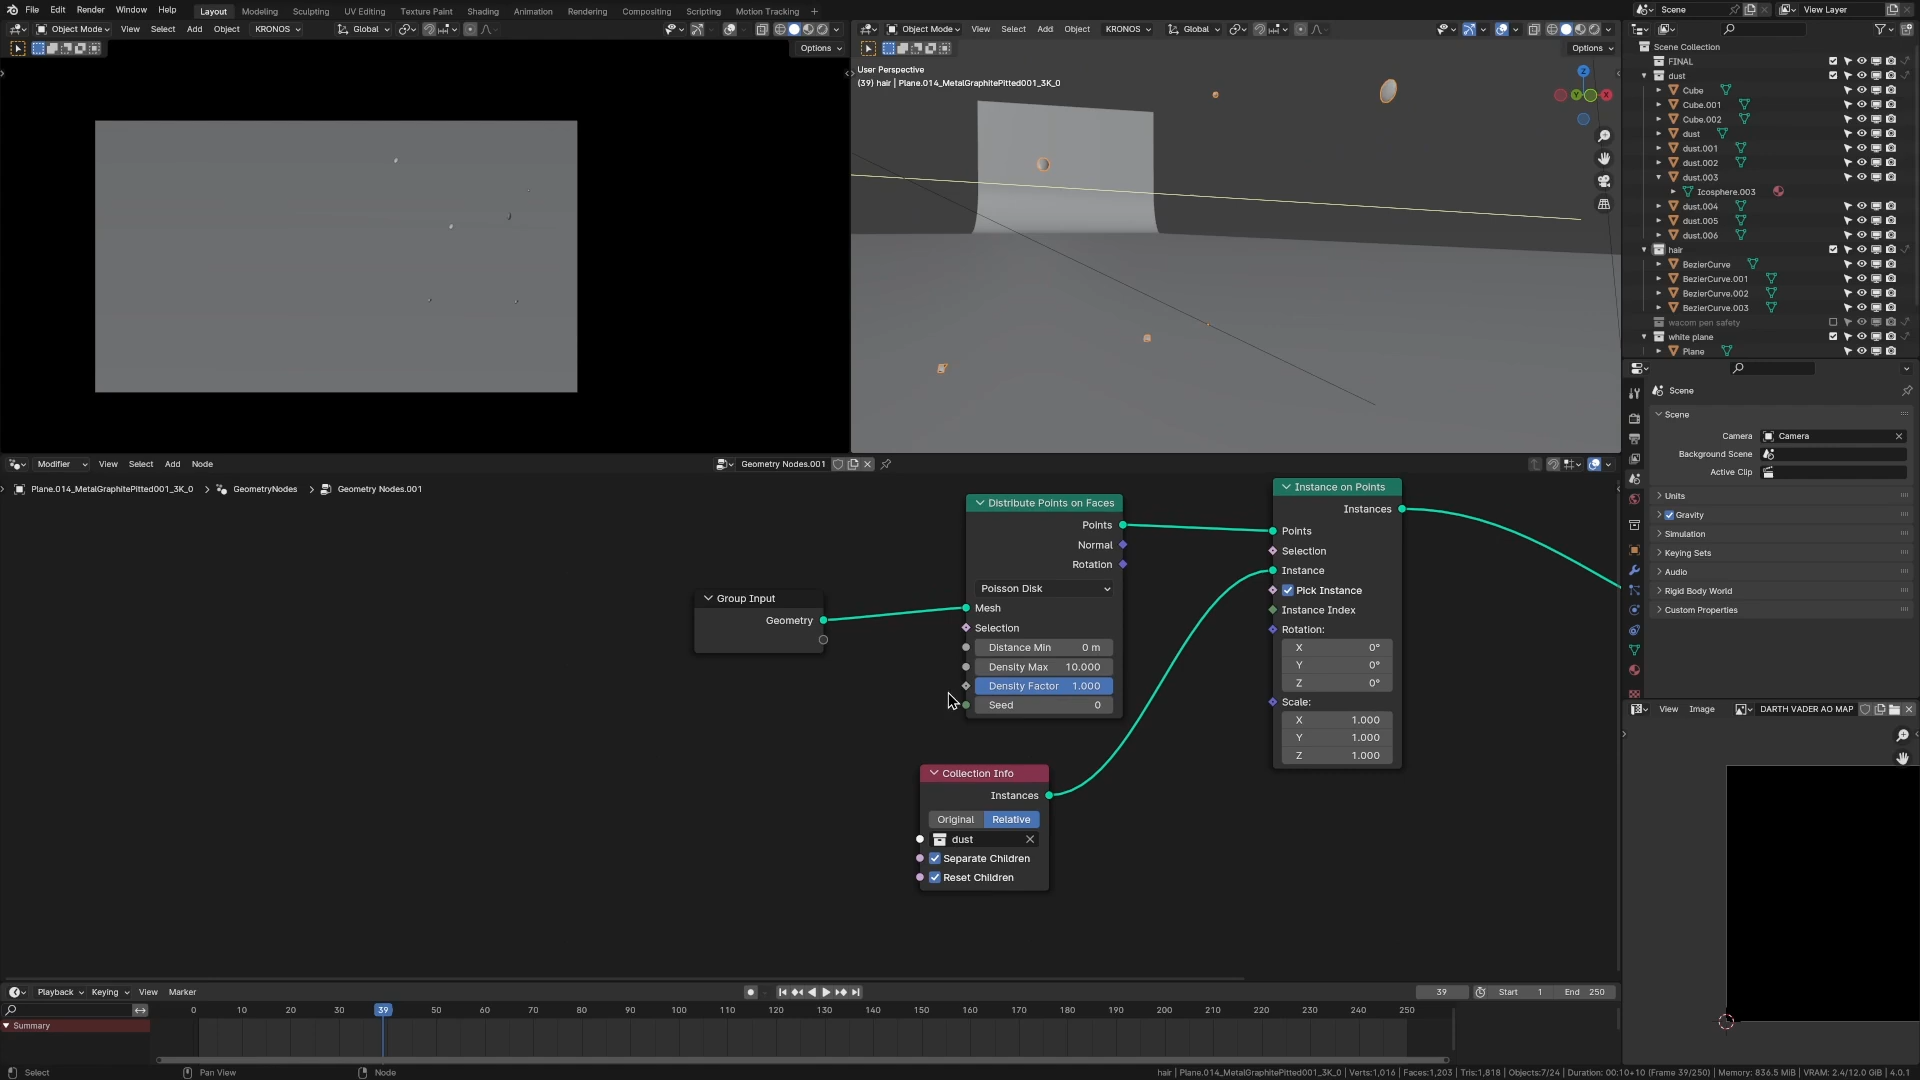 File Edit Render Window Help Layout Modeling Sculpting UV Editing Texture Paint Shading Animation Rendering Compositing Scripting Motion Tracking + Scene View Layer
Object Mode View Select Add Object KRONOS Global Object Mode View Select Add Object KRONOS Global
Options Options
User Perspective
(39) hair | Plane.014_MetalGraphitePitted001_3K_0
Z
Y
X
Scene Collection
FINAL
dust
Cube
Cube.001
Cube.002
dust
dust.001
dust.002
dust.003
Icosphere.003
dust.004
dust.005
dust.006
hair
BezierCurve
BezierCurve.001
BezierCurve.002
BezierCurve.003
wacom pen safety
white plane
Plane
Scene
Scene
Camera Camera
Background Scene
Active Clip
Units
Gravity
Simulation
Keying Sets
Audio
Rigid Body World
Custom Properties
View Image DARTH VADER AO MAP
Modifier View Select Add Node Geometry Nodes.001
Plane.014_MetalGraphitePitted001_3K_0 GeometryNodes Geometry Nodes.001
Group Input
Geometry
Distribute Points on Faces
Points
Normal
Rotation
Poisson Disk
Mesh
Selection
Distance Min 0 m
Density Max 10.000
Density Factor 1.000
Seed 0
Collection Info
Instances
Original Relative
dust
Separate Children
Reset Children
Instance on Points
Instances
Points
Selection
Instance
Pick Instance
Instance Index
Rotation:
X 0°
Y 0°
Z 0°
Scale:
X 1.000
Y 1.000
Z 1.000
Playback Keying View Marker 39 Start 1 End 250
0 10 20 30 39 50 60 70 80 90 100 110 120 130 140 150 160 170 180 190 200 210 220 230 240 250
Summary
Select Pan View Node hair | Plane.014_MetalGraphitePitted001_3K_0 | Verts:1,016 | Faces:1,203 | Tris:1,818 | Objects:7/24 | Duration: 00:10+10 (Frame 39/250) | Memory: 836.5 MiB | VRAM: 2.4/12.0 GiB | 4.0.1